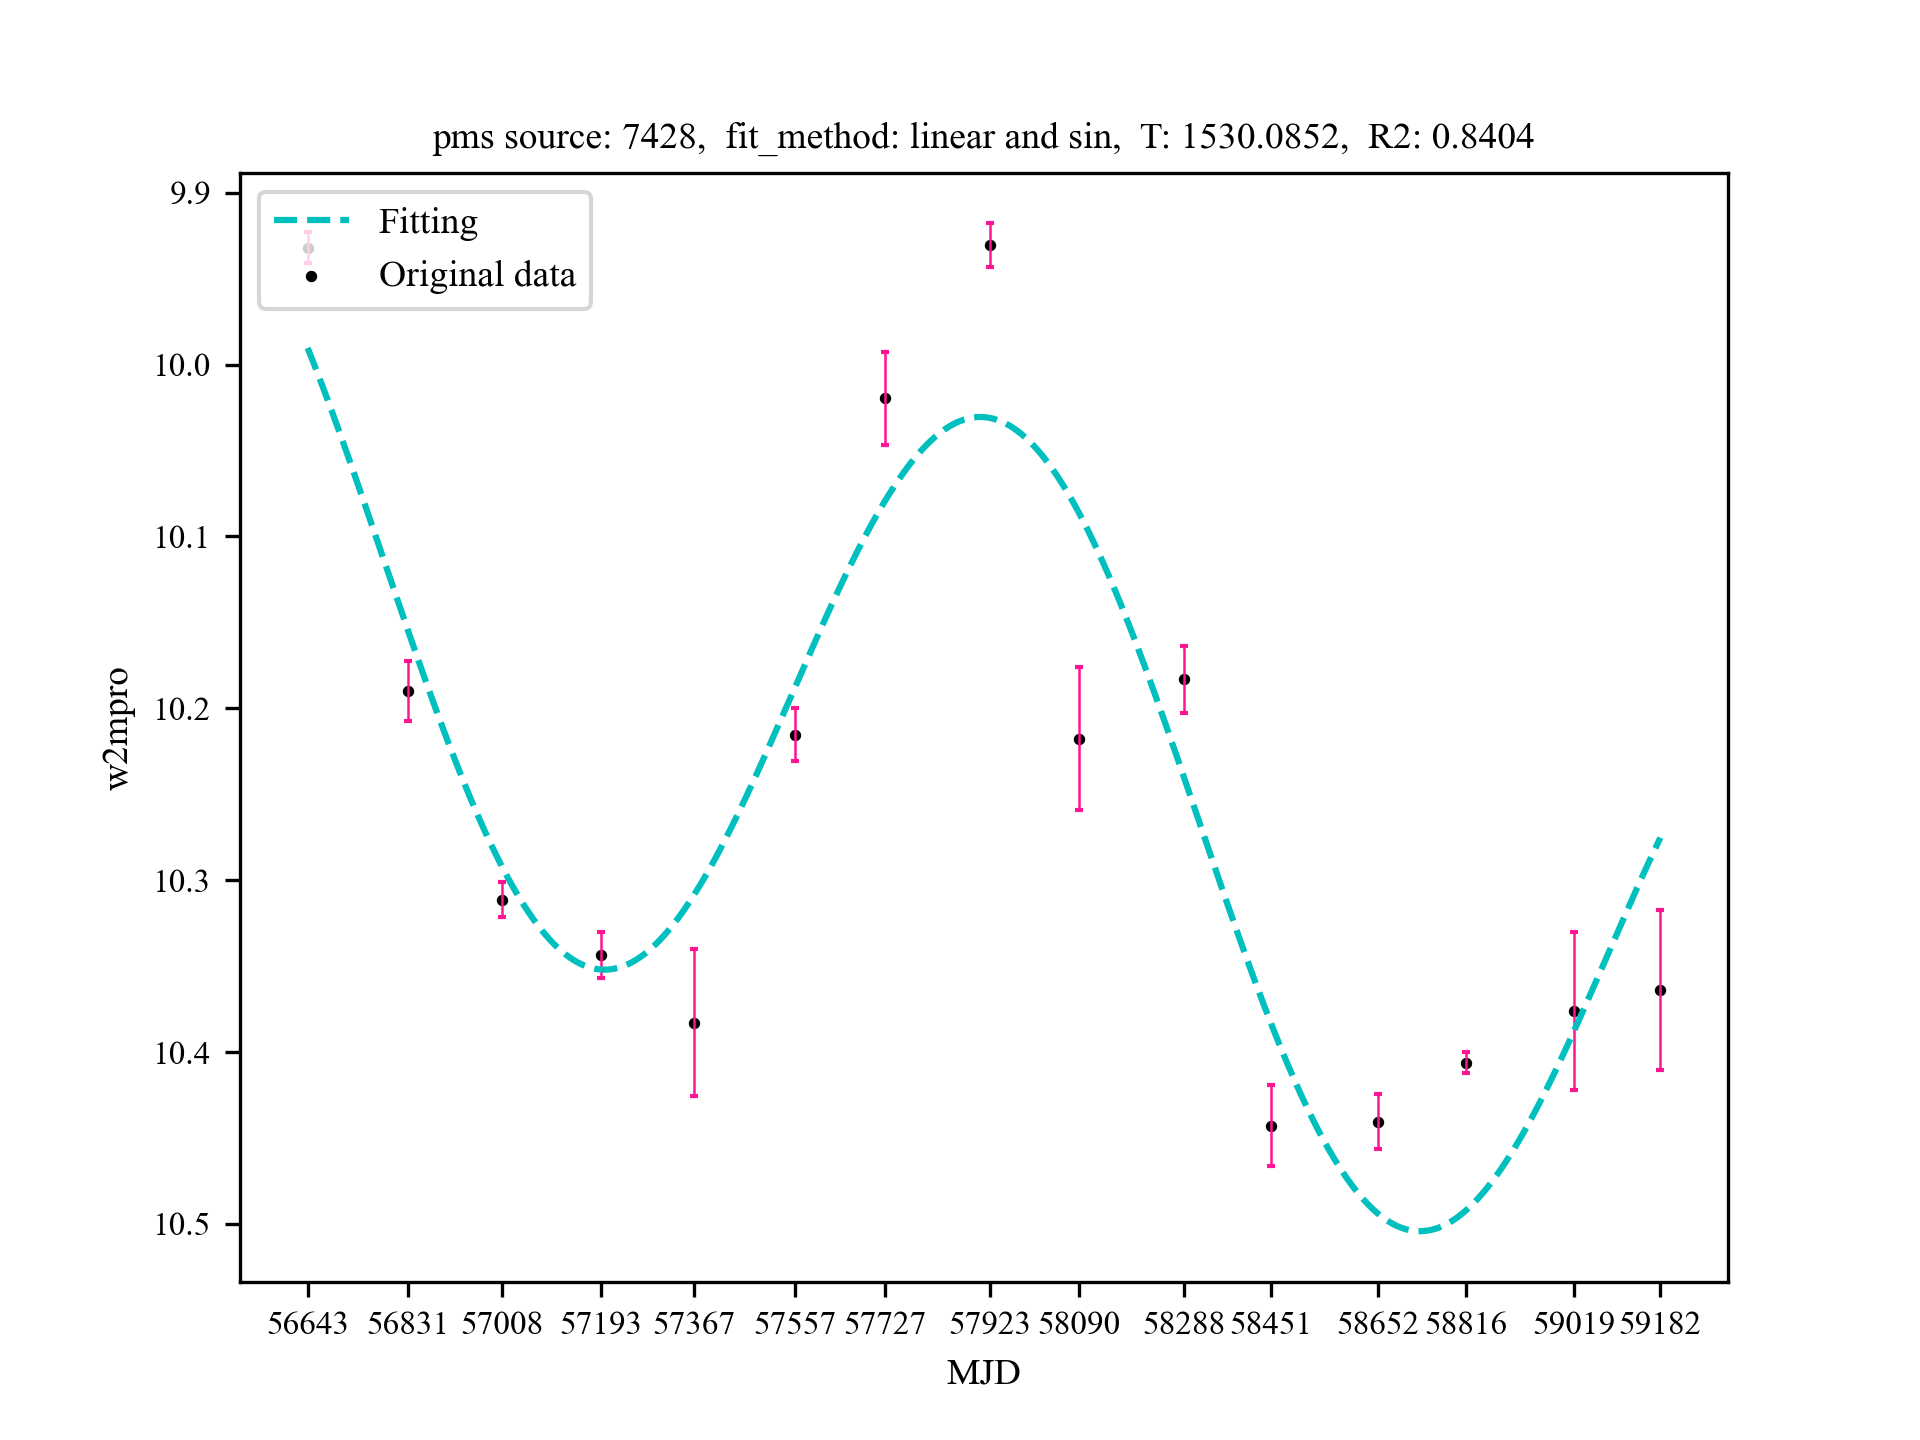 pms source: 7428,  fit_method: linear and sin,  T: 1530.0852,  R2: 0.8404
Fitting
Original data
9.9
10.0
10.1
10.2
10.3
10.4
10.5
w2mpro
56643 56831 57008 57193 57367 57557 57727 57923 58090 58288 58451 58652 58816 59019 59182
MJD